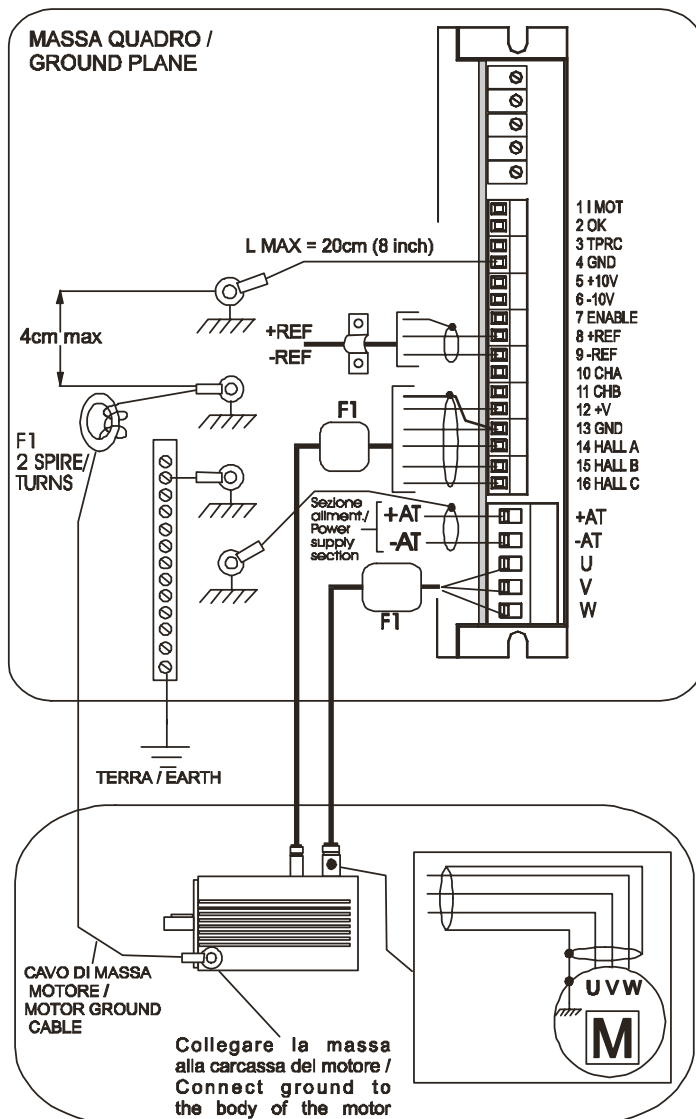 MASSA QUADRO /
GROUND PLANE
L MAX = 20cm (8 inch)
4cm max
+REF
-REF
F1
2 SPIRE/
TURNS
F1
Sezione
aliment./
Power
supply
section
+AT
-AT
F1
1 I MOT
2 OK
3 TPRC
4 GND
5 +10V
6 -10V
7 ENABLE
8 +REF
9 -REF
10 CHA
11 CHB
12 +V
13 GND
14 HALL A
15 HALL B
16 HALL C
+AT
-AT
U
V
W
TERRA / EARTH
CAVO DI MASSA
MOTORE /
MOTOR GROUND
CABLE
Collegare la massa
alla carcassa del motore /
Connect ground to
the body of the motor
U V W
M